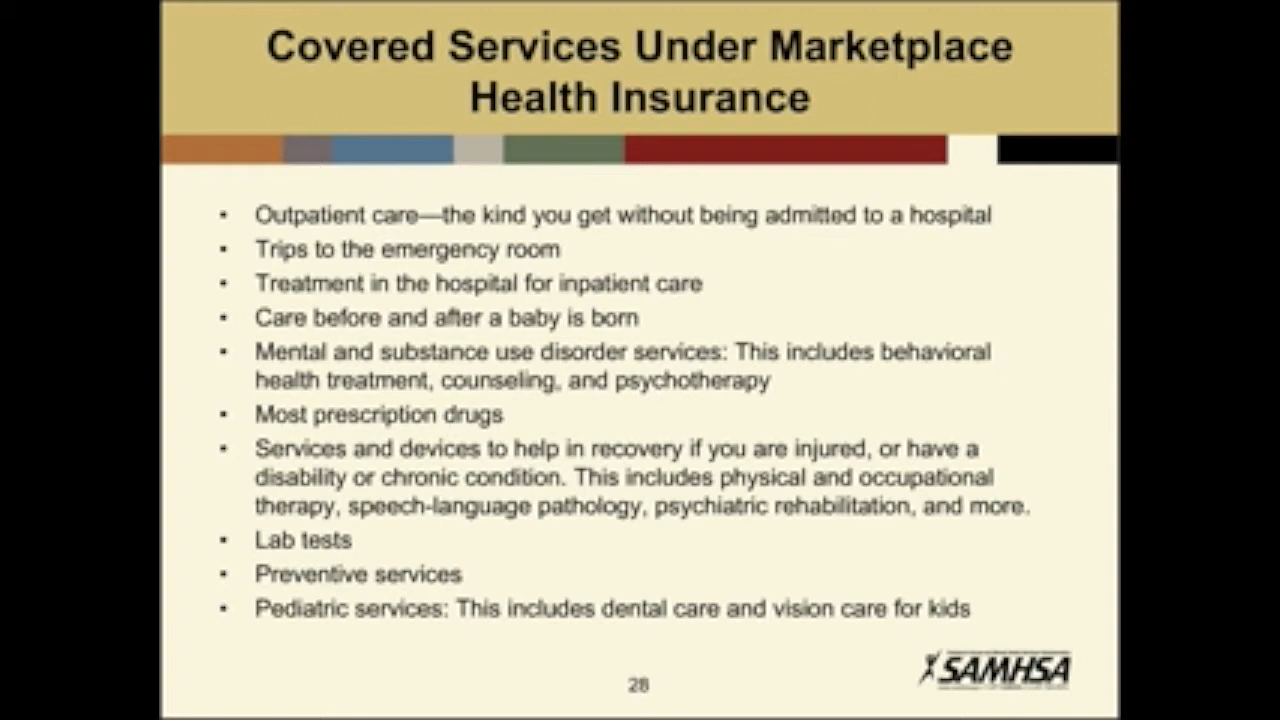 Covered Services Under Marketplace
Health Insurance
• Outpatient care—the kind you get without being admitted to a hospital
• Trips to the emergency room
• Treatment in the hospital for inpatient care
• Care before and after a baby is born
• Mental and substance use disorder services: This includes behavioral
health treatment, counseling, and psychotherapy
• Most prescription drugs
• Services and devices to help in recovery if you are injured, or have a
disability or chronic condition. This includes physical and occupational
therapy, speech-language pathology, psychiatric rehabilitation, and more.
• Lab tests
• Preventive services
• Pediatric services: This includes dental care and vision care for kids
SAMHSA
28